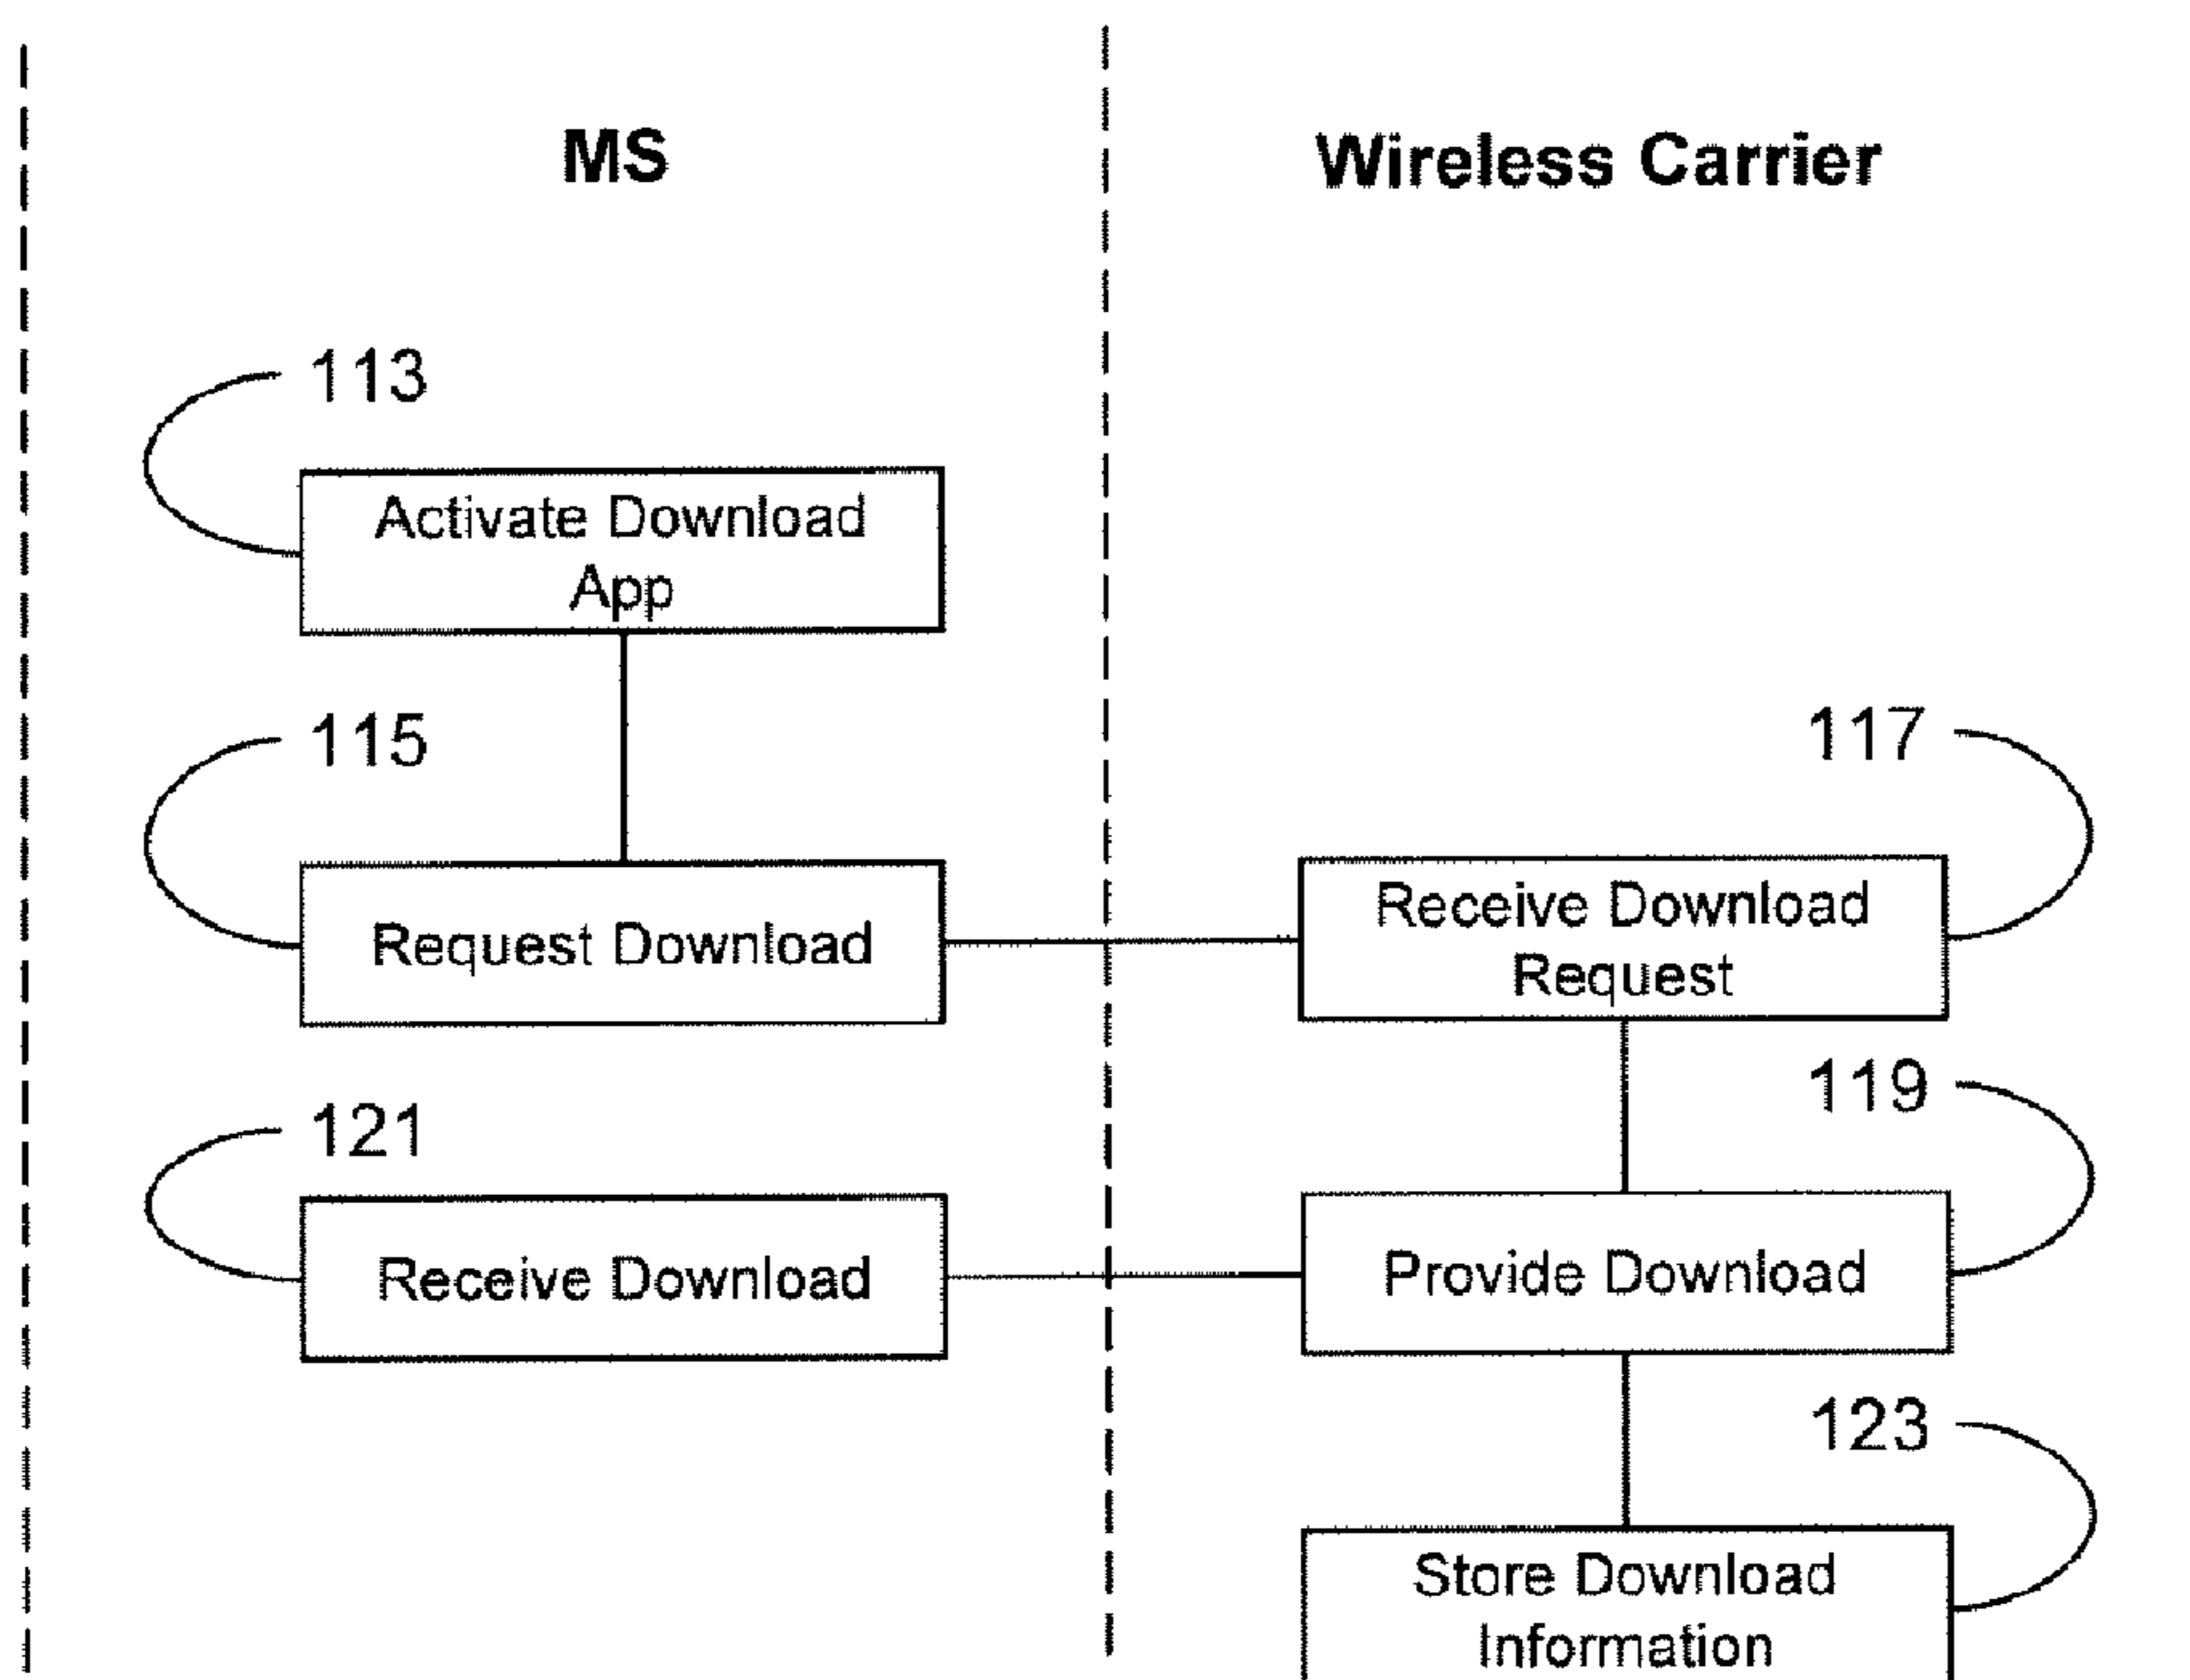 MS
Wireless Carrier
113
Activate Download
App
115
117
Request Download
Receive Download
Request
121
119
Receive Download
Provide Download
123
Store Download
Information